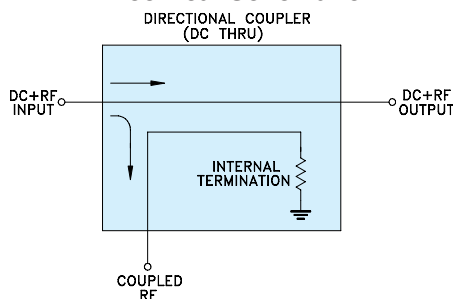 DIRECTIONAL COUPLER
(DC THRU)
DC+RF
INPUT
DC+RF
OUTPUT
INTERNAL
TERMINATION
COUPLED
RF